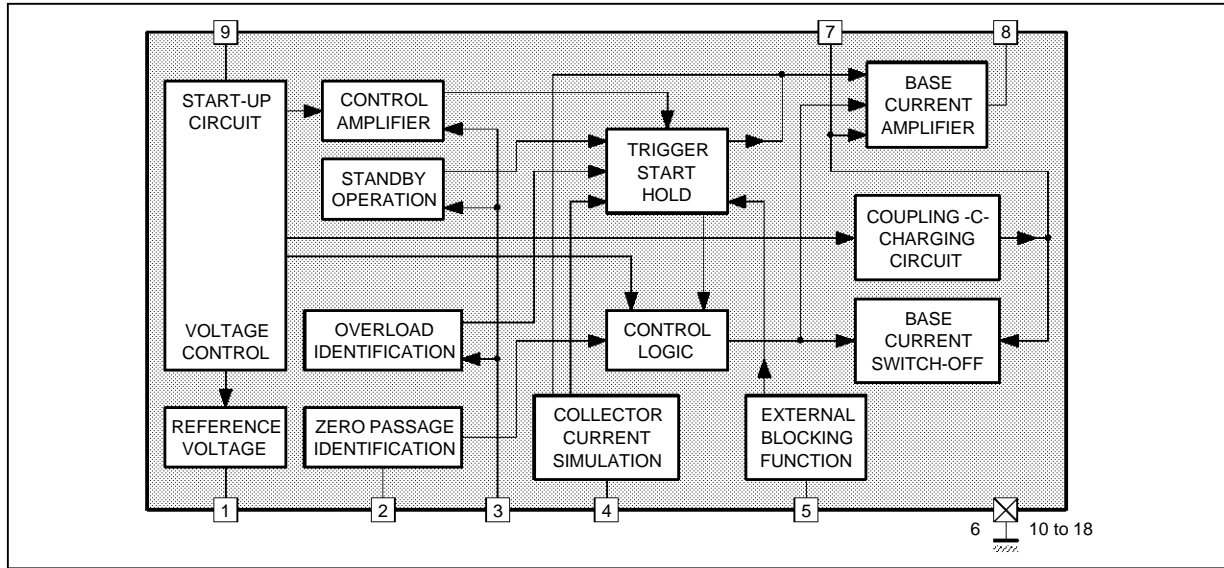 9
7
8
START-UP
CIRCUIT
CONTROL
AMPLIFIER
BASE
CURRENT
AMPLIFIER
STANDBY
OPERATION
TRIGGER
START
HOLD
COUPLING -C-
CHARGING
CIRCUIT
VOLTAGE
CONTROL
OVERLOAD
IDENTIFICATION
CONTROL
LOGIC
BASE
CURRENT
SWITCH-OFF
REFERENCE
VOLTAGE
ZERO PASSAGE
IDENTIFICATION
COLLECTOR
CURRENT
SIMULATION
EXTERNAL
BLOCKING
FUNCTION
1
2
3
4
5
6
10 to 18